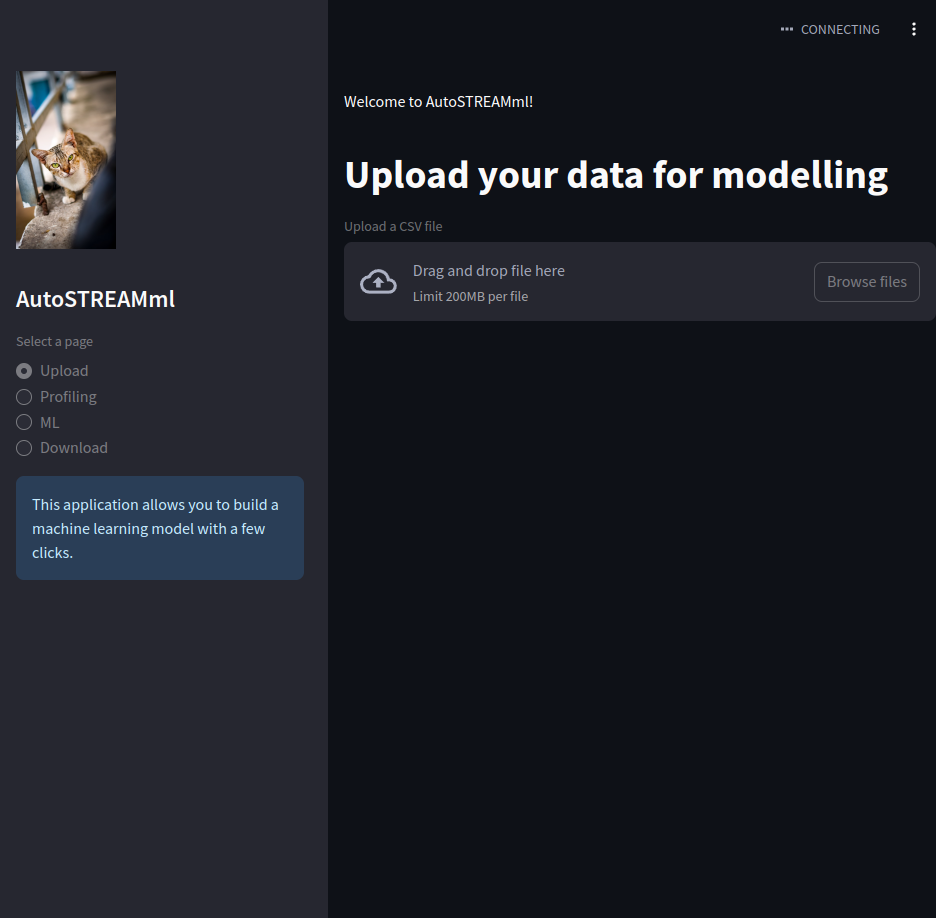 CONNECTING
AutoSTREAMml
Select a page
Upload
Profiling
ML
Download
This application allows you to build a
machine learning model with a few
clicks.
Welcome to AutoSTREAMml!
Upload your data for modelling
Upload a CSV file
Drag and drop file here
Limit 200MB per file
Browse files